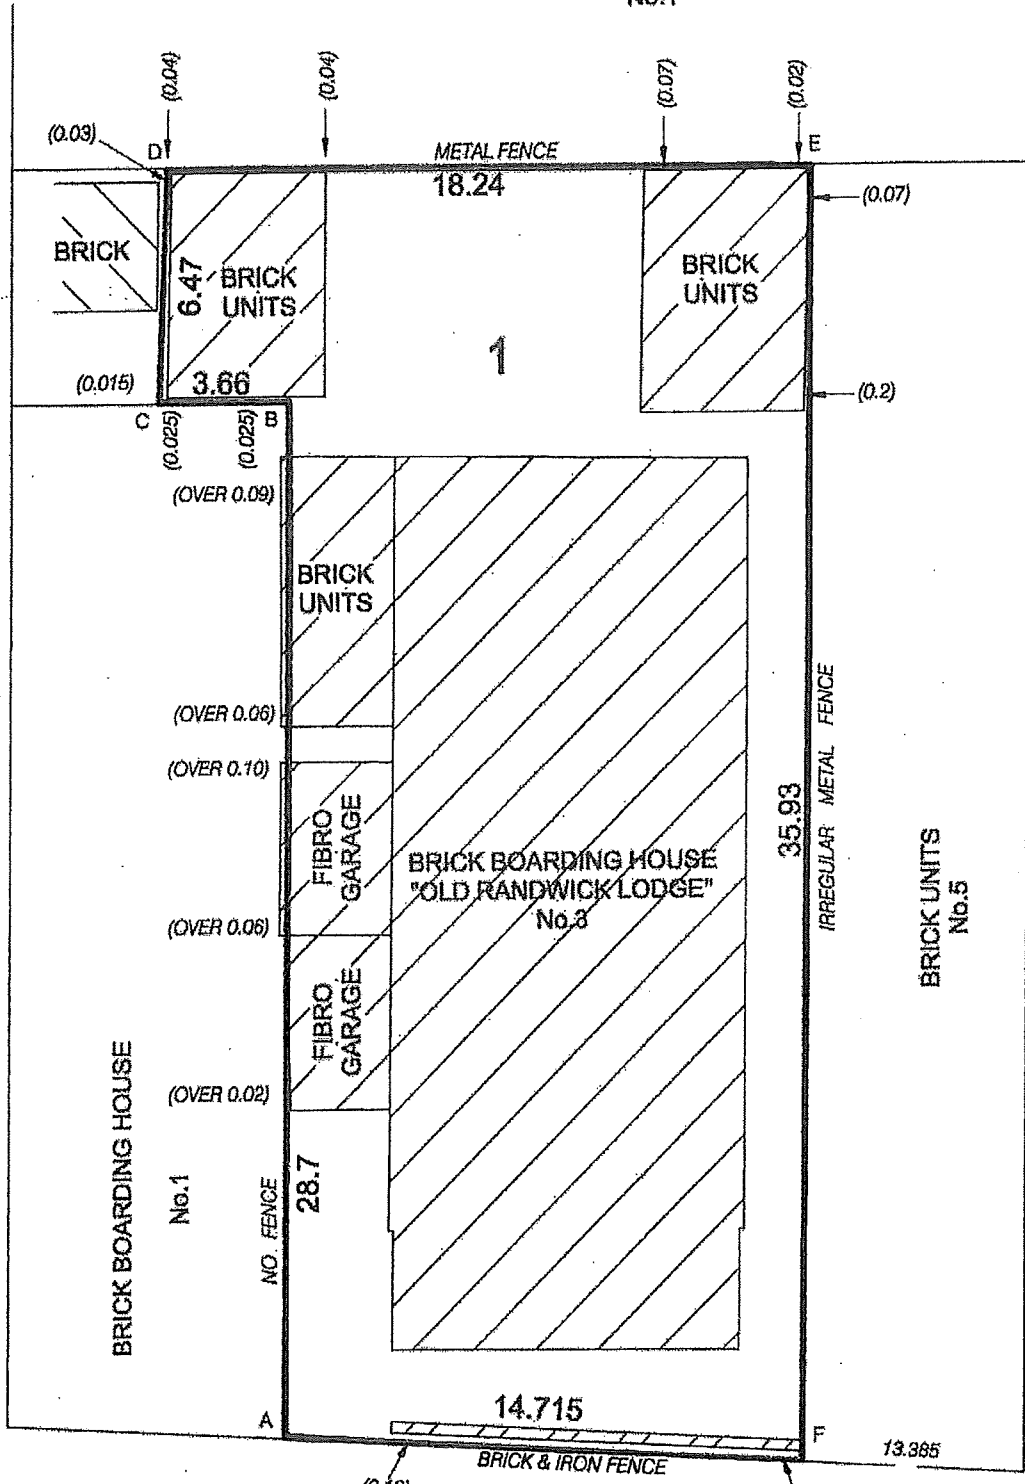 (0.04)
(0.04)
(0.07)
(0.02)
(0.03)
D
METAL FENCE
E
18.24
(0.07)
BRICK
6.47
BRICK
UNITS
BRICK
UNITS
1
(0.015)
3.66
(0.2)
C
(0.025)
(0.025)
B
(OVER 0.09)
BRICK
UNITS
(OVER 0.06)
(OVER 0.10)
FIBRO
GARAGE
BRICK BOARDING HOUSE
"OLD RANDWICK LODGE"
No.3
35.93
IRREGULAR METAL FENCE
BRICK UNITS
No.5
(OVER 0.06)
FIBRO
GARAGE
(OVER 0.02)
BRICK BOARDING HOUSE
No.1
NO. FENCE
28.7
A
14.715
F
BRICK & IRON FENCE
13.385